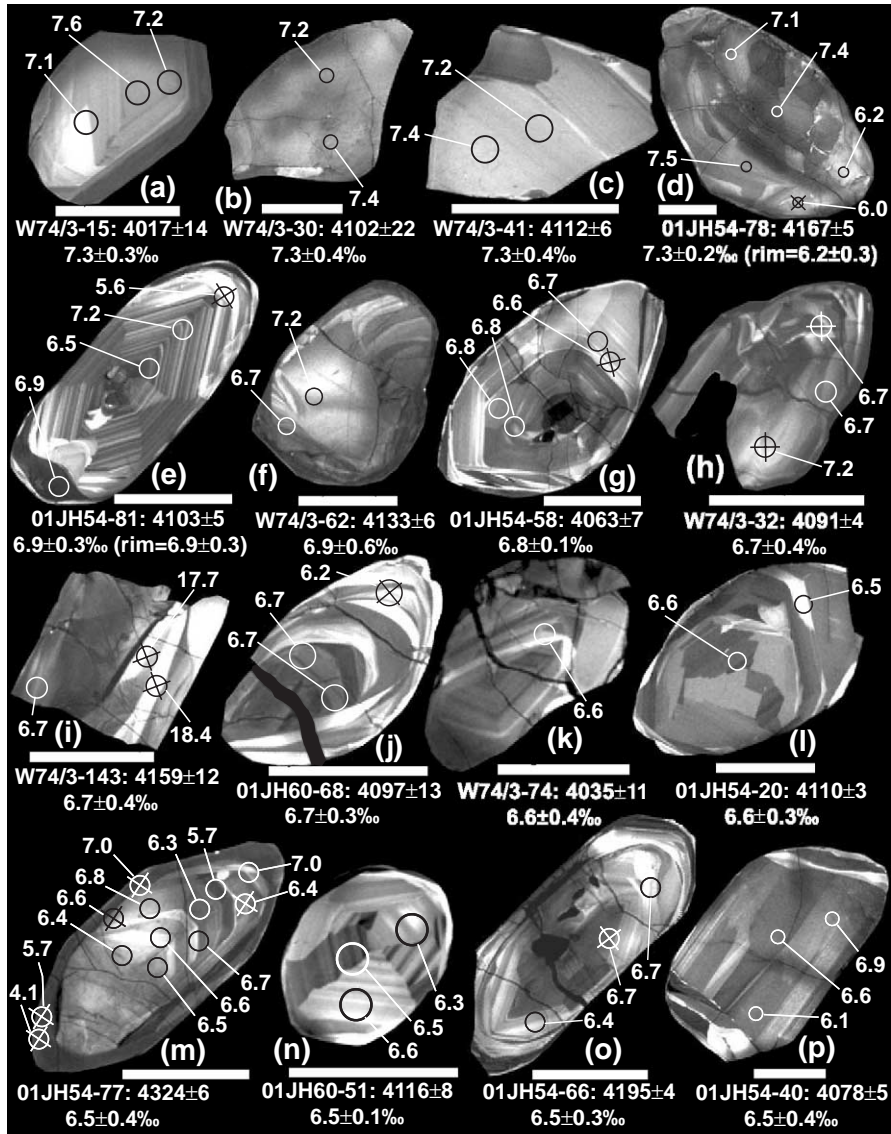 7.6 7.2
7.1
(a)
W74/3-15: 4017±14
7.3±0.3‰
7.2
7.4
(b)
W74/3-30: 4102±22
7.3±0.4‰
7.2
7.4
(c)
W74/3-41: 4112±6
7.3±0.4‰
7.1
7.4
6.2
7.5
6.0
(d)
01JH54-78: 4167±5
7.3±0.2‰ (rim=6.2±0.3)
5.6
7.2
6.5
6.9
(e)
01JH54-81: 4103±5
6.9±0.3‰ (rim=6.9±0.3)
7.2
6.7
(f)
W74/3-62: 4133±6
6.9±0.6‰
6.7
6.6
6.8
6.8
(g)
01JH54-58: 4063±7
6.8±0.1‰
6.7
6.7
7.2
(h)
W74/3-32: 4091±4
6.7±0.4‰
17.7
6.7
18.4
(i)
W74/3-143: 4159±12
6.7±0.4‰
6.2
6.7
6.7
(j)
01JH60-68: 4097±13
6.7±0.3‰
6.6
(k)
W74/3-74: 4035±11
6.6±0.4‰
6.5
6.6
(l)
01JH54-20: 4110±3
6.6±0.3‰
7.0 6.3 5.7 7.0
6.8
6.6 6.4
6.4
5.7 6.7
4.1 6.6
6.5
(m)
01JH54-77: 4324±6
6.5±0.4‰
6.3
6.5
6.6
(n)
01JH60-51: 4116±8
6.5±0.1‰
6.7
6.7
6.4
(o)
01JH54-66: 4195±4
6.5±0.3‰
6.9
6.6
6.1
(p)
01JH54-40: 4078±5
6.5±0.4‰